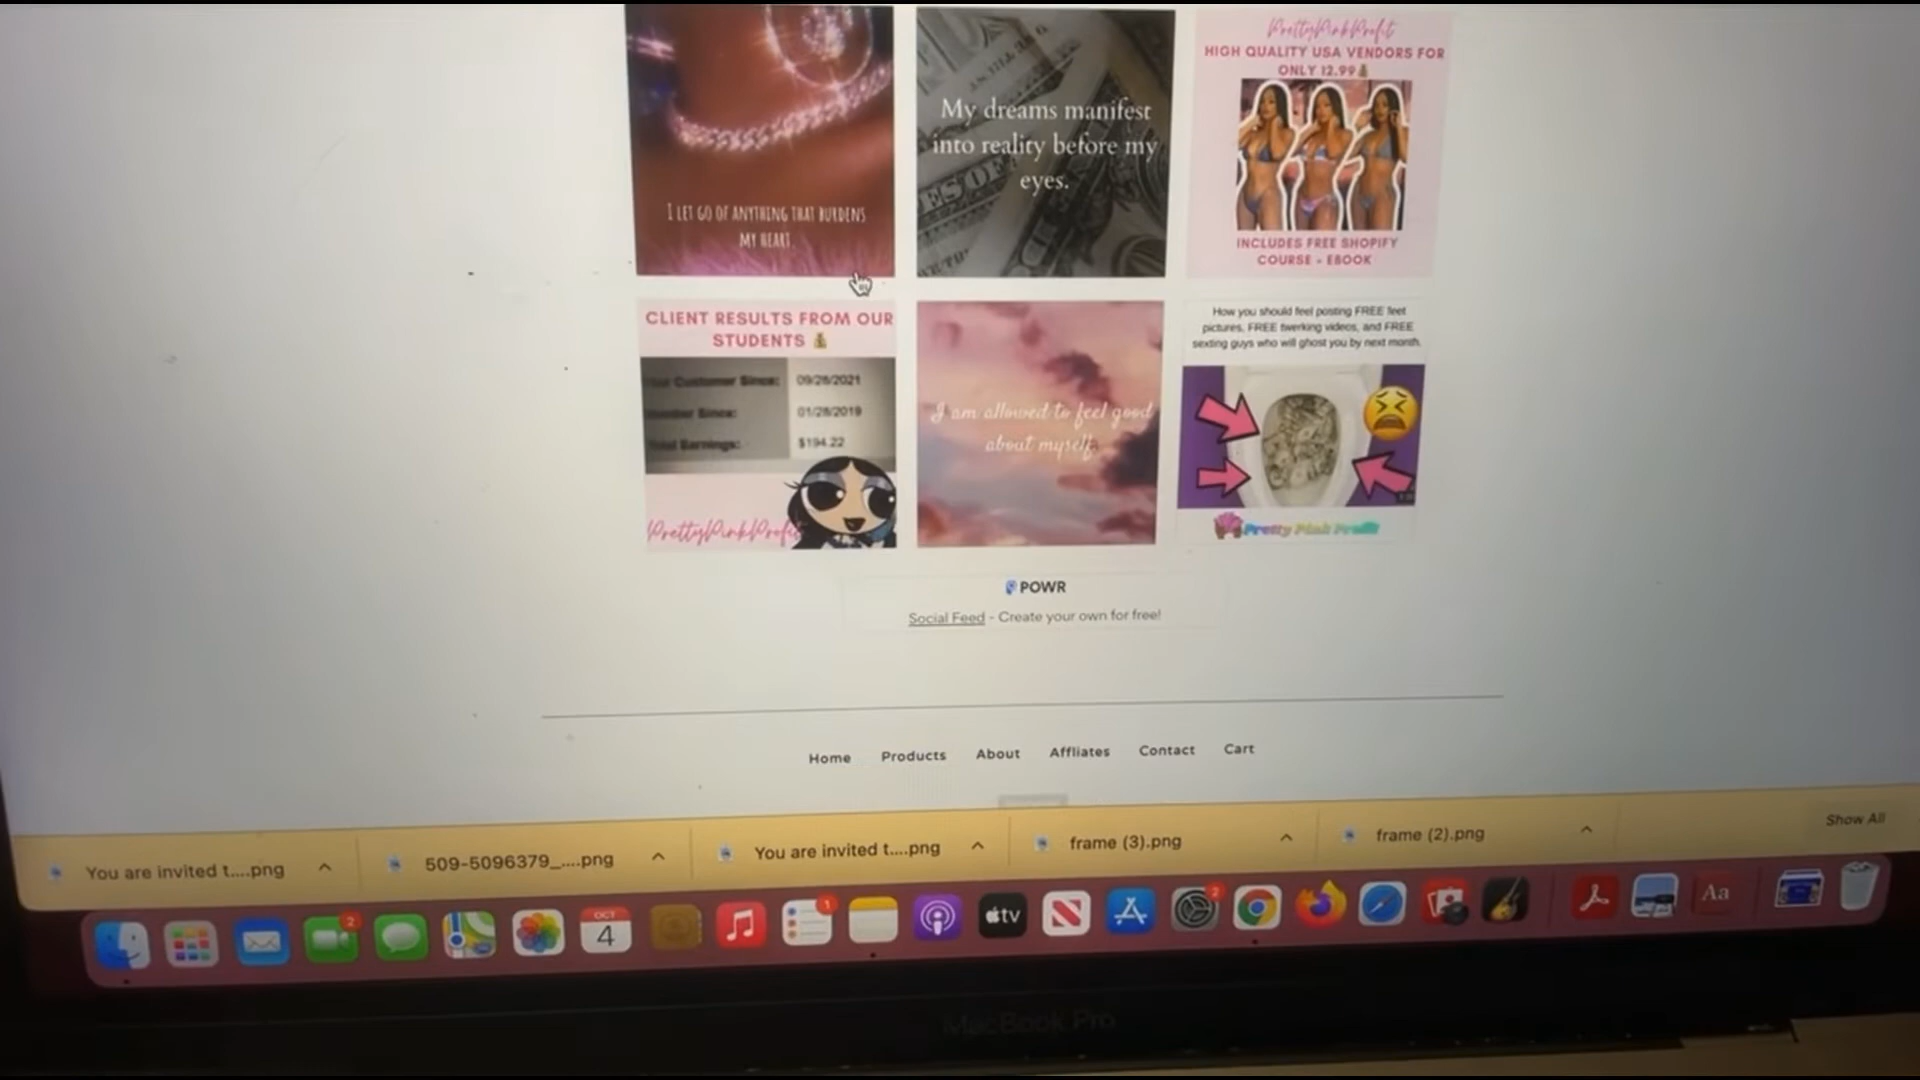 I LET GO OF ANYTHING THAT BURDENS
MY HEART.
My dreams manifest
into reality before my
eyes.
PrettyPinkProfit
HIGH QUALITY USA VENDORS FOR
ONLY 12.99
INCLUDES FREE SHOPIFY
COURSE + EBOOK
CLIENT RESULTS FROM OUR
STUDENTS
Customer Since: 09/26/2021
Since: 01/28/2019
Earnings: $194.22
PrettyPinkProfit
I am allowed to feel good
about myself.
How you should feel posting FREE feet
pictures, FREE twerking videos, and FREE
sexting guys who will ghost you by next month.
Pretty Pink Profit
POWR
Social Feed - Create your own for free!
Home Products About Affliates Contact Cart
You are invited t....png
509-5096379_....png
You are invited t....png
frame (3).png
frame (2).png
Show All
2
OCT
4
1
tv
2
Aa
MacBook Pro